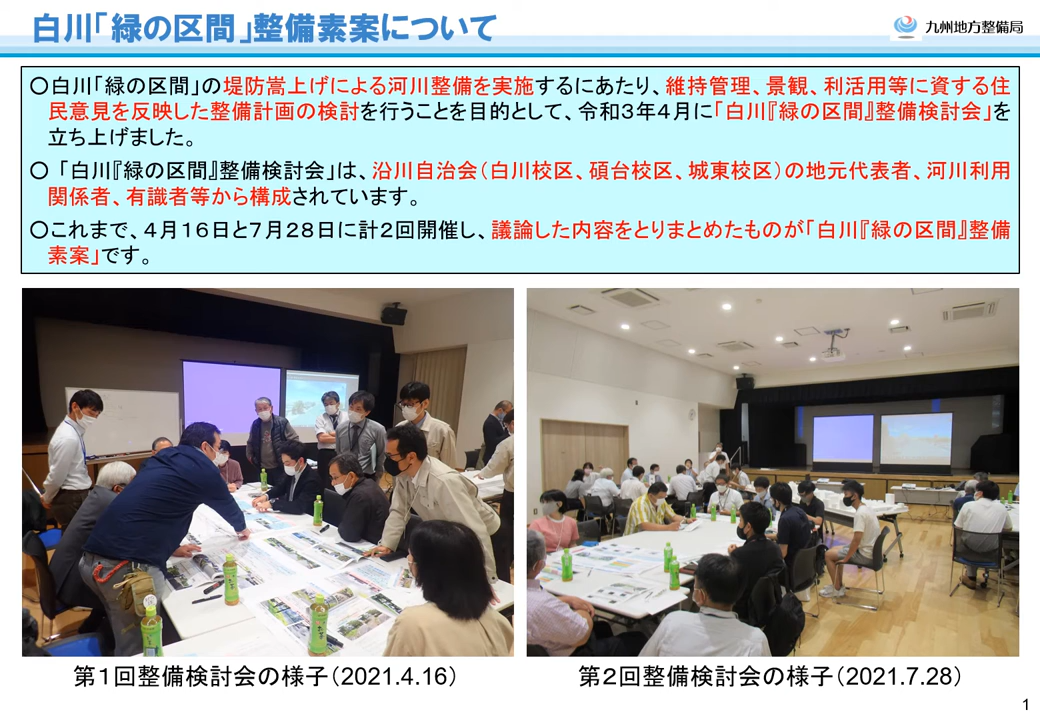 白川「緑の区間」整備素案について
九州地方整備局
〇白川「緑の区間」の堤防嵩上げによる河川整備を実施するにあたり、維持管理、景観、利活用等に資する住
民意見を反映した整備計画の検討を行うことを目的として、令和３年４月に「白川『緑の区間』整備検討会」を
立ち上げました。
〇「白川『緑の区間』整備検討会」は、沿川自治会（白川校区、碩台校区、城東校区）の地元代表者、河川利用
関係者、有識者等から構成されています。
〇これまで、４月１６日と７月２８日に計２回開催し、議論した内容をとりまとめたものが「白川『緑の区間』整備
素案」です。
第１回整備検討会の様子（2021.4.16）
第２回整備検討会の様子（2021.7.28）
1